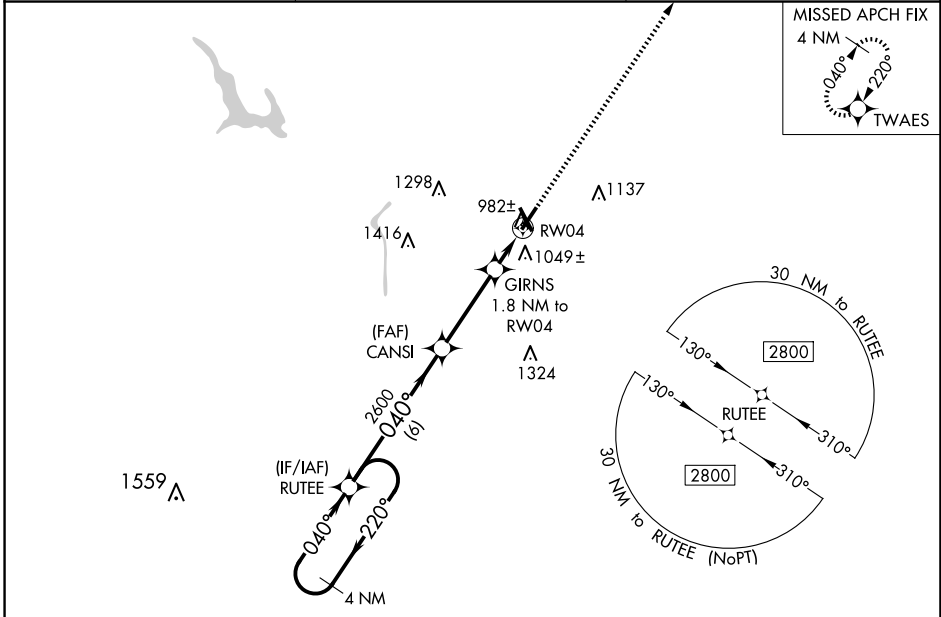 MISSED APCH FIX
4 NM
040°
220°
TWAES
1298
982±
1137
RW04
1416
1049±
GIRNS
1.8 NM to
RW04
(FAF)
CANSI
1324
30 NM to RUTEE
130°
2800
310°
RUTEE
130°
2800
310°
30 NM to RUTEE (NoPT)
2600
040°
(6)
(IF/IAF)
RUTEE
1559
040°
220°
4 NM